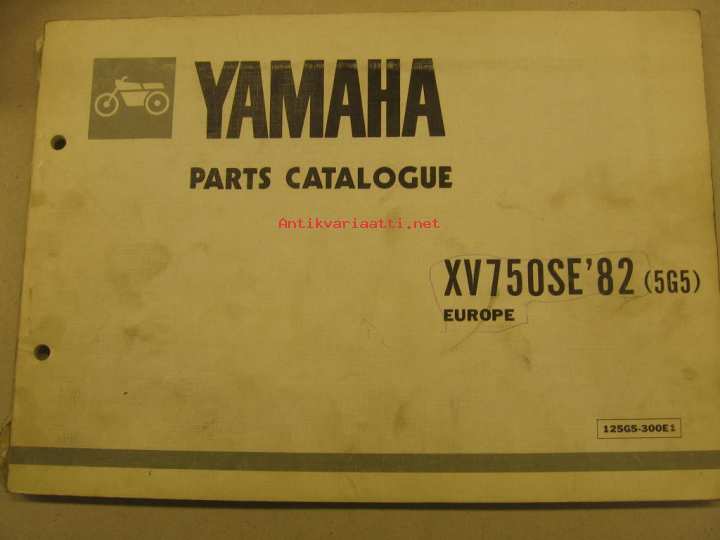 YAMAHA
PARTS CATALOGUE
Antikvariaatti.net
XV750SE'82 (5G5)
EUROPE
125G5-300E1